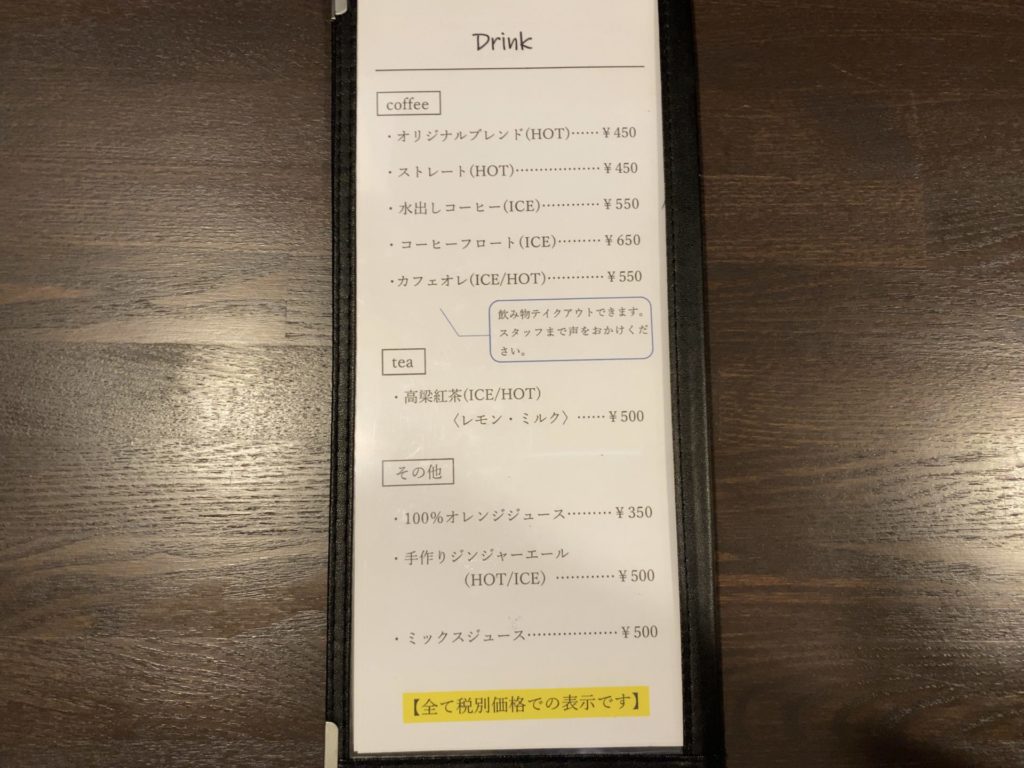 Drink
coffee
・オリジナルブレンド(HOT)……¥450
・ストレート(HOT)………………¥450
・水出しコーヒー(ICE)…………¥550
・コーヒーフロート(ICE)………¥650
・カフェオレ(ICE/HOT)…………¥550
飲み物テイクアウトできます。
スタッフまで声をおかけくだ
さい。
tea
・高梁紅茶(ICE/HOT)
〈レモン・ミルク〉……¥500
その他
・100%オレンジジュース………¥350
・手作りジンジャーエール
(HOT/ICE) …………¥500
・ミックスジュース………………¥500
【全て税別価格での表示です】